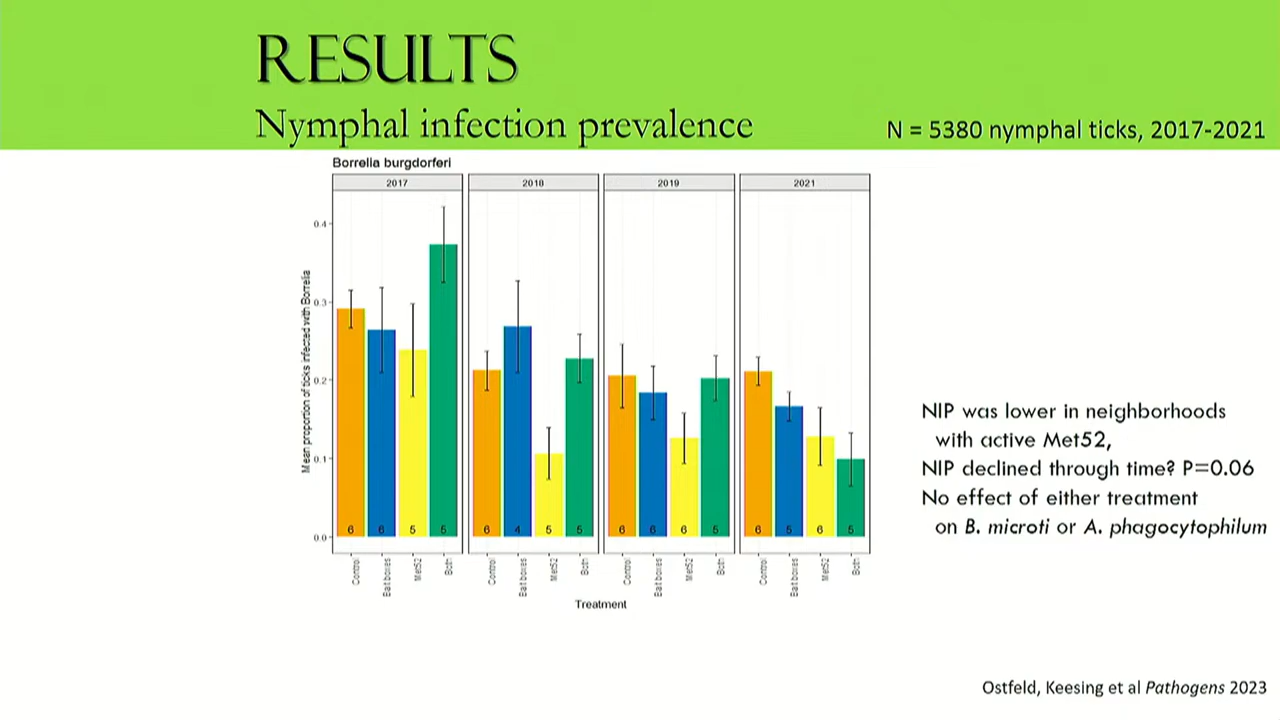 RESULTS
Nymphal infection prevalence
N = 5380 nymphal ticks, 2017-2021
Borrelia burgdorferi
2017
2018
2019
2021
Mean proportion of ticks infected with Borrelia
0.4
0.3
0.2
0.1
0.0
6 6 5 5
6 4 5 5
6 6 6 5
6 5 6 5
Control Bait boxes Met52 Both
Control Bait boxes Met52 Both
Control Bait boxes Met52 Both
Control Bait boxes Met52 Both
Treatment
NIP was lower in neighborhoods
with active Met52,
NIP declined through time? P=0.06
No effect of either treatment
on B. microti or A. phagocytophilum
Ostfeld, Keesing et al Pathogens 2023